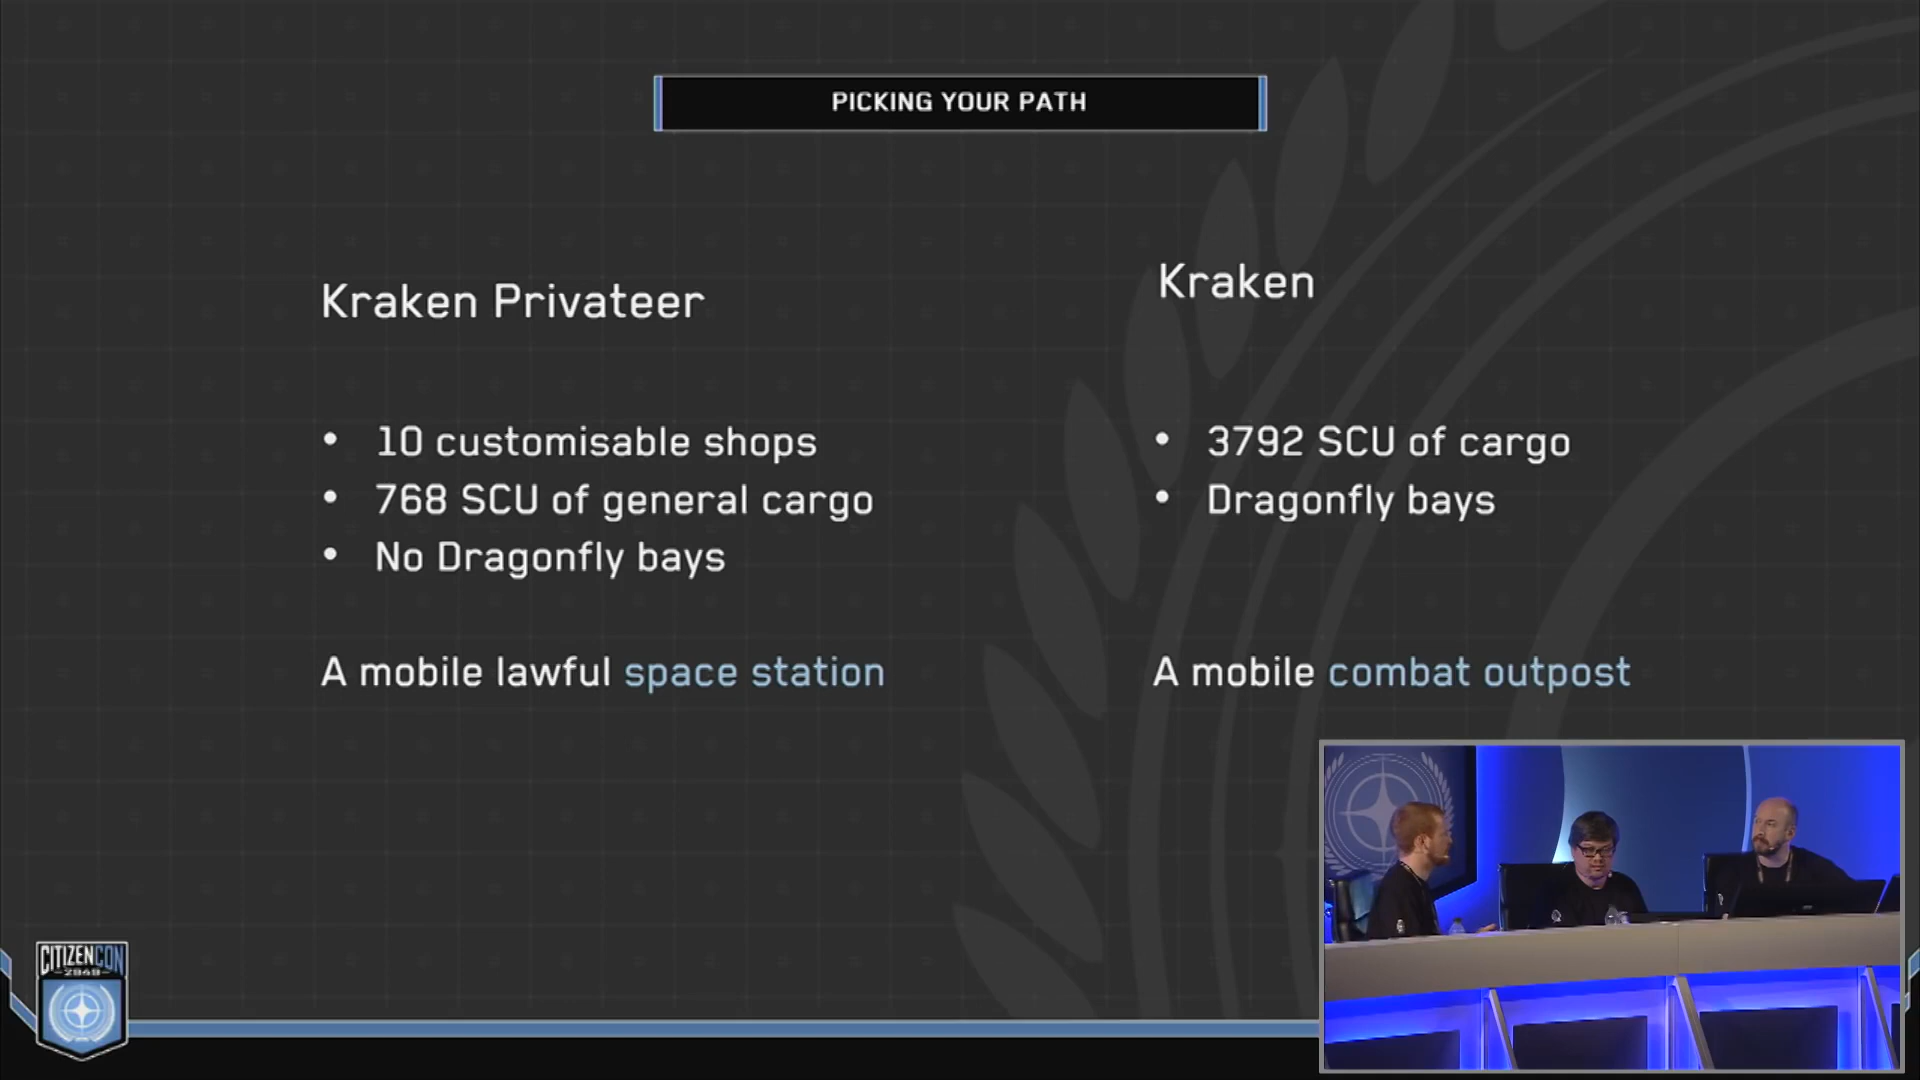 PICKING YOUR PATH
Kraken Privateer
• 10 customisable shops
• 768 SCU of general cargo
• No Dragonfly bays
A mobile lawful space station
Kraken
• 3792 SCU of cargo
• Dragonfly bays
A mobile combat outpost
CITIZENCON
2949